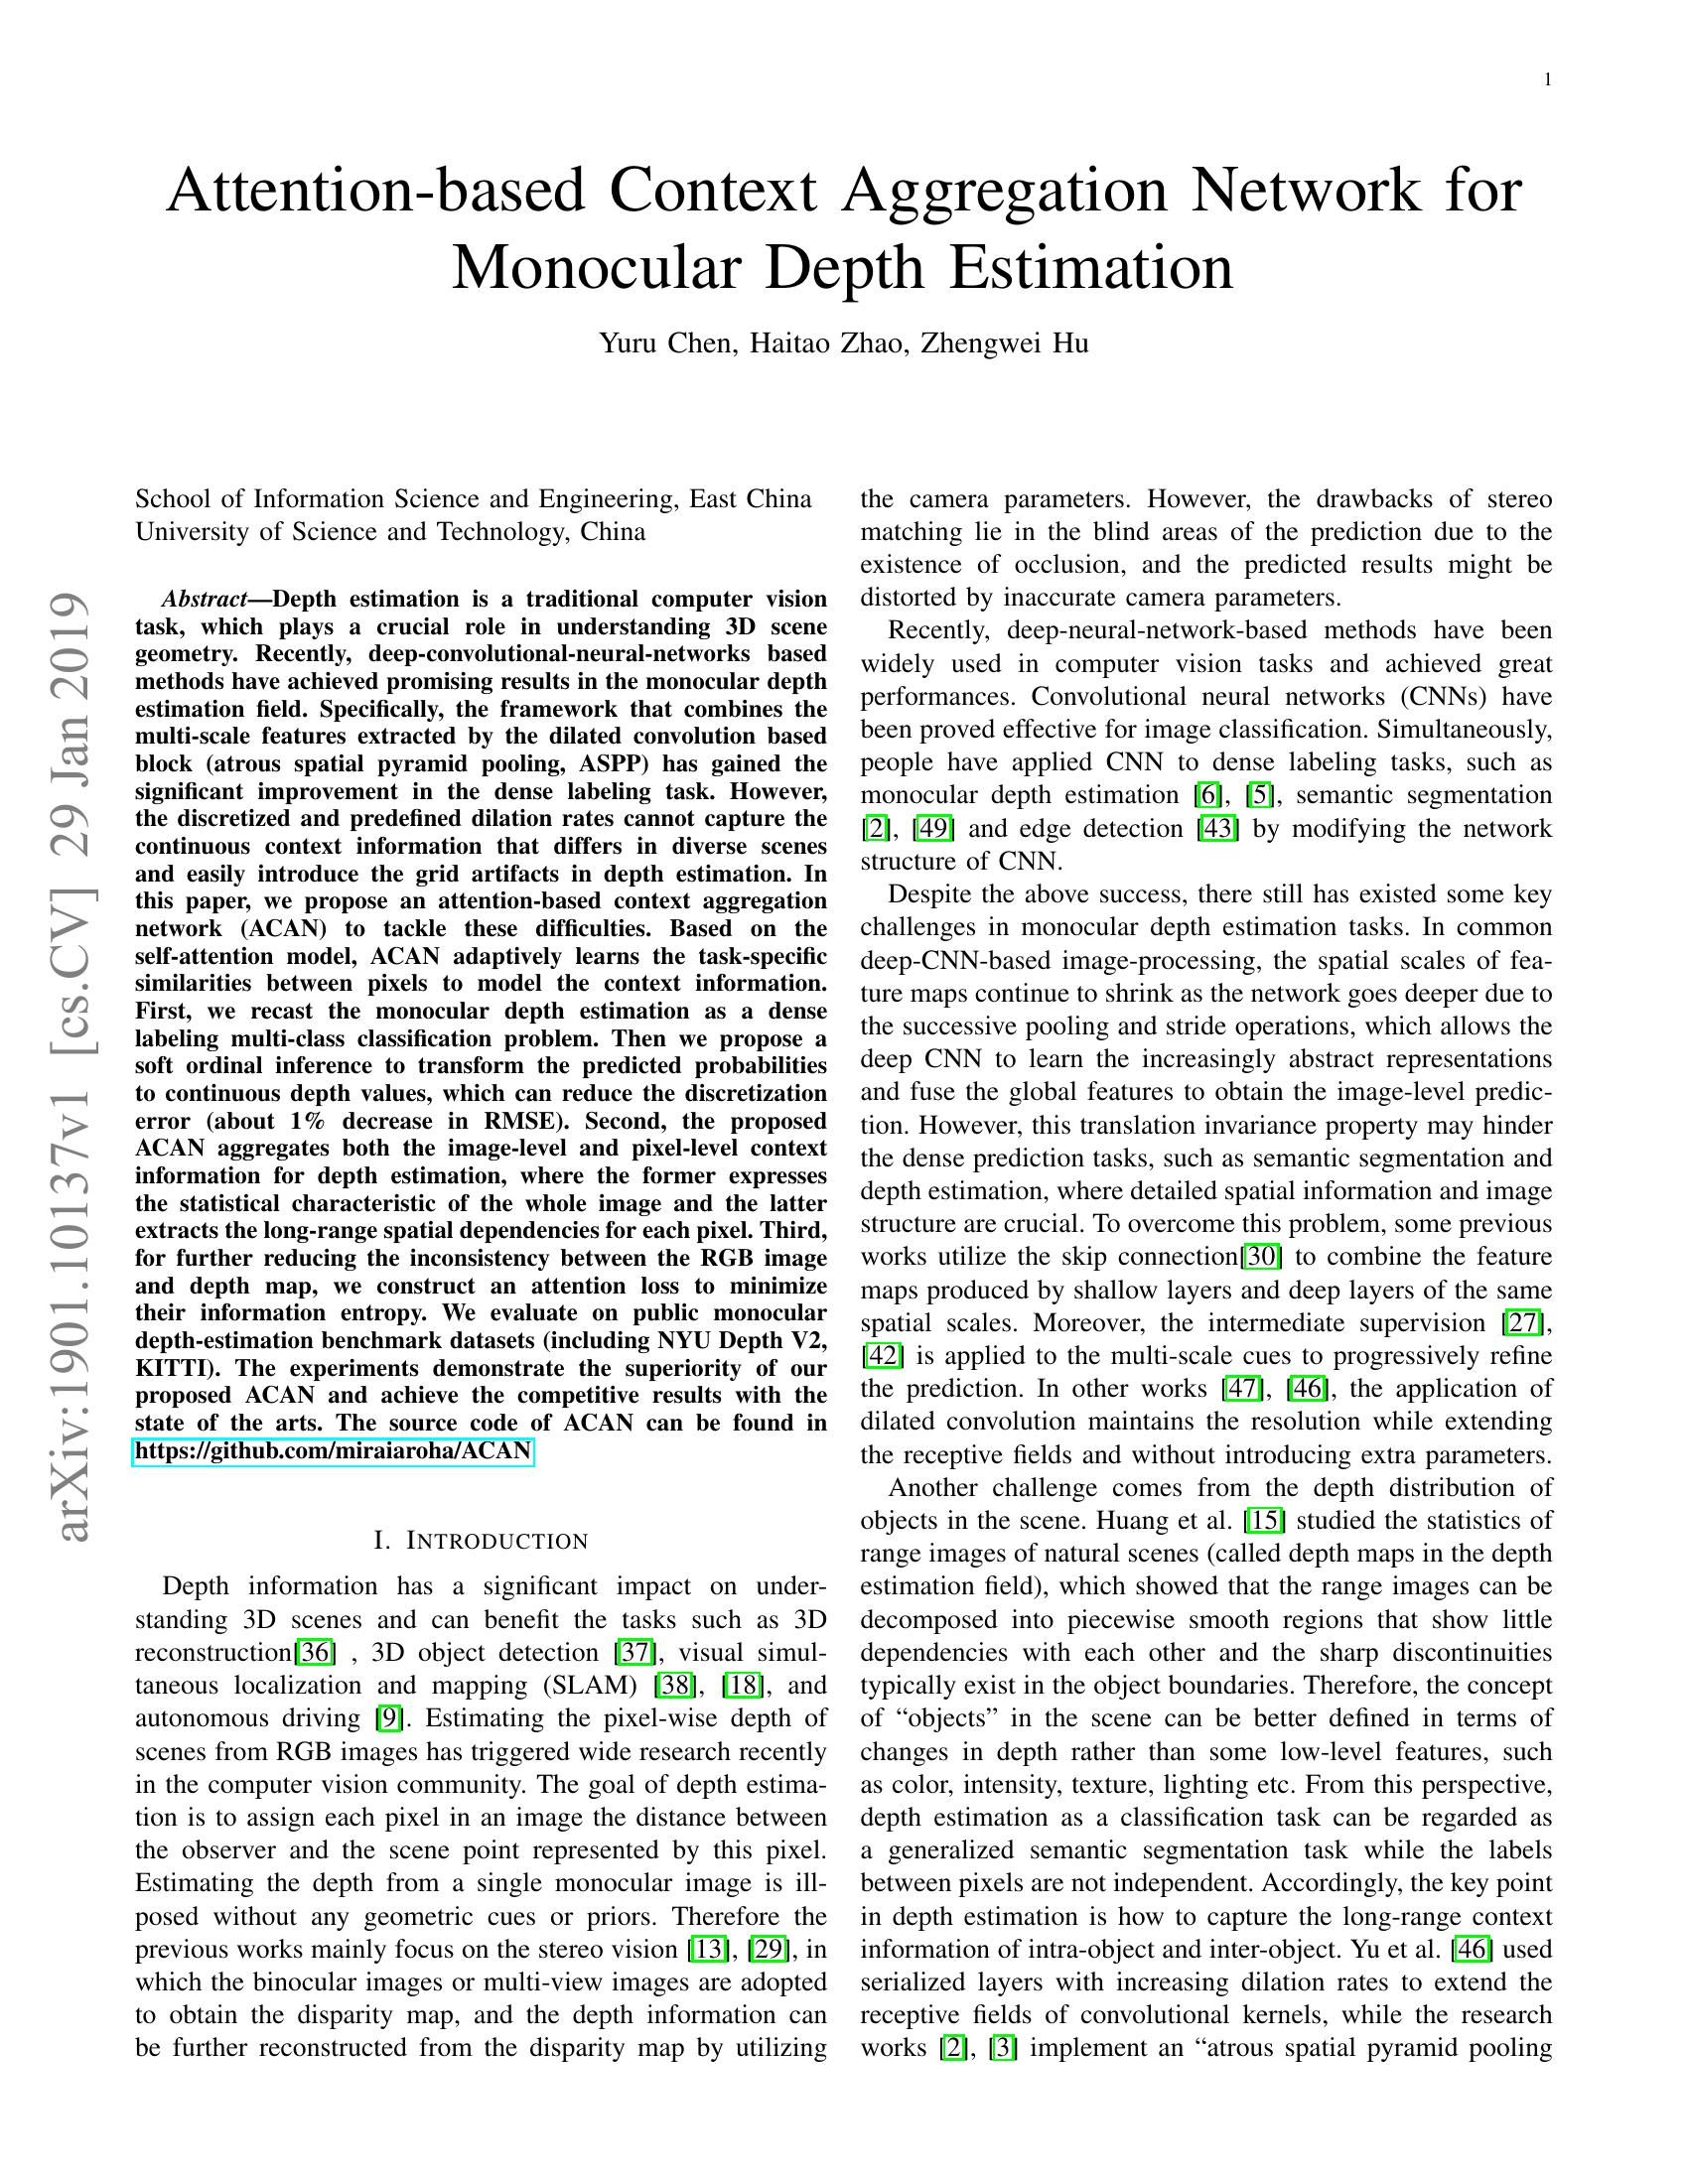 1
Attention-based Context Aggregation Network for
Monocular Depth Estimation
Yuru Chen, Haitao Zhao, Zhengwei Hu
arXiv:1901.10137v1 [cs.CV] 29 Jan 2019
School of Information Science and Engineering, East China
University of Science and Technology, China
Abstract—Depth estimation is a traditional computer vision
task, which plays a crucial role in understanding 3D scene
geometry. Recently, deep-convolutional-neural-networks based
methods have achieved promising results in the monocular depth
estimation field. Specifically, the framework that combines the
multi-scale features extracted by the dilated convolution based
block (atrous spatial pyramid pooling, ASPP) has gained the
significant improvement in the dense labeling task. However,
the discretized and predefined dilation rates cannot capture the
continuous context information that differs in diverse scenes
and easily introduce the grid artifacts in depth estimation. In
this paper, we propose an attention-based context aggregation
network (ACAN) to tackle these difficulties. Based on the
self-attention model, ACAN adaptively learns the task-specific
similarities between pixels to model the context information.
First, we recast the monocular depth estimation as a dense
labeling multi-class classification problem. Then we propose a
soft ordinal inference to transform the predicted probabilities
to continuous depth values, which can reduce the discretization
error (about 1% decrease in RMSE). Second, the proposed
ACAN aggregates both the image-level and pixel-level context
information for depth estimation, where the former expresses
the statistical characteristic of the whole image and the latter
extracts the long-range spatial dependencies for each pixel. Third,
for further reducing the inconsistency between the RGB image
and depth map, we construct an attention loss to minimize
their information entropy. We evaluate on public monocular
depth-estimation benchmark datasets (including NYU Depth V2,
KITTI). The experiments demonstrate the superiority of our
proposed ACAN and achieve the competitive results with the
state of the arts. The source code of ACAN can be found in
https://github.com/miraiaroha/ACAN
I. INTRODUCTION
Depth information has a significant impact on under-
standing 3D scenes and can benefit the tasks such as 3D
reconstruction[36] , 3D object detection [37], visual simul-
taneous localization and mapping (SLAM) [38], [18], and
autonomous driving [9]. Estimating the pixel-wise depth of
scenes from RGB images has triggered wide research recently
in the computer vision community. The goal of depth estima-
tion is to assign each pixel in an image the distance between
the observer and the scene point represented by this pixel.
Estimating the depth from a single monocular image is ill-
posed without any geometric cues or priors. Therefore the
previous works mainly focus on the stereo vision [13], [29], in
which the binocular images or multi-view images are adopted
to obtain the disparity map, and the depth information can
be further reconstructed from the disparity map by utilizing
the camera parameters. However, the drawbacks of stereo
matching lie in the blind areas of the prediction due to the
existence of occlusion, and the predicted results might be
distorted by inaccurate camera parameters.
Recently, deep-neural-network-based methods have been
widely used in computer vision tasks and achieved great
performances. Convolutional neural networks (CNNs) have
been proved effective for image classification. Simultaneously,
people have applied CNN to dense labeling tasks, such as
monocular depth estimation [6], [5], semantic segmentation
[2], [49] and edge detection [43] by modifying the network
structure of CNN.
Despite the above success, there still has existed some key
challenges in monocular depth estimation tasks. In common
deep-CNN-based image-processing, the spatial scales of fea-
ture maps continue to shrink as the network goes deeper due to
the successive pooling and stride operations, which allows the
deep CNN to learn the increasingly abstract representations
and fuse the global features to obtain the image-level predic-
tion. However, this translation invariance property may hinder
the dense prediction tasks, such as semantic segmentation and
depth estimation, where detailed spatial information and image
structure are crucial. To overcome this problem, some previous
works utilize the skip connection[30] to combine the feature
maps produced by shallow layers and deep layers of the same
spatial scales. Moreover, the intermediate supervision [27],
[42] is applied to the multi-scale cues to progressively refine
the prediction. In other works [47], [46], the application of
dilated convolution maintains the resolution while extending
the receptive fields and without introducing extra parameters.
Another challenge comes from the depth distribution of
objects in the scene. Huang et al. [15] studied the statistics of
range images of natural scenes (called depth maps in the depth
estimation field), which showed that the range images can be
decomposed into piecewise smooth regions that show little
dependencies with each other and the sharp discontinuities
typically exist in the object boundaries. Therefore, the concept
of “objects” in the scene can be better defined in terms of
changes in depth rather than some low-level features, such
as color, intensity, texture, lighting etc. From this perspective,
depth estimation as a classification task can be regarded as
a generalized semantic segmentation task while the labels
between pixels are not independent. Accordingly, the key point
in depth estimation is how to capture the long-range context
information of intra-object and inter-object. Yu et al. [46] used
serialized layers with increasing dilation rates to extend the
receptive fields of convolutional kernels, while the research
works [2], [3] implement an “atrous spatial pyramid pooling